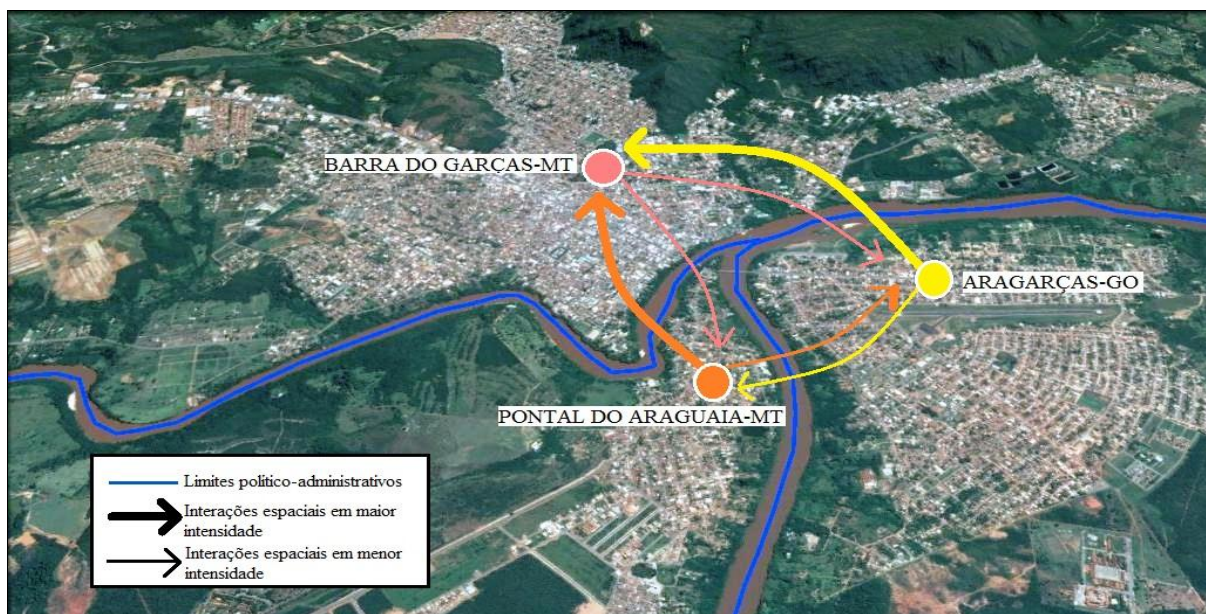 BARRA DO GARÇAS-MT
ARAGARÇAS-GO
PONTAL DO ARAGUAIA-MT
Limites político-administrativos
Interações espaciais em maior
intensidade
Interações espaciais em menor
intensidade